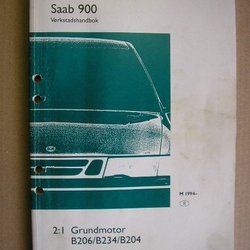 Saab 900
Verkstadshandbok
M 1994-
2:1 Grundmotor
B206/B234/B204